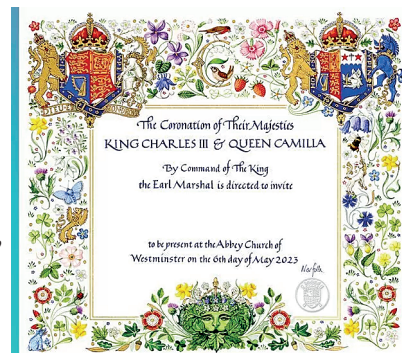 The Coronation of Their Majesties
KING CHARLES III & QUEEN CAMILLA
By Command of The King
the Earl Marshal is directed to invite
to be present at the Abbey Church of
Westminster on the 6th day of May 2023
Norfolk